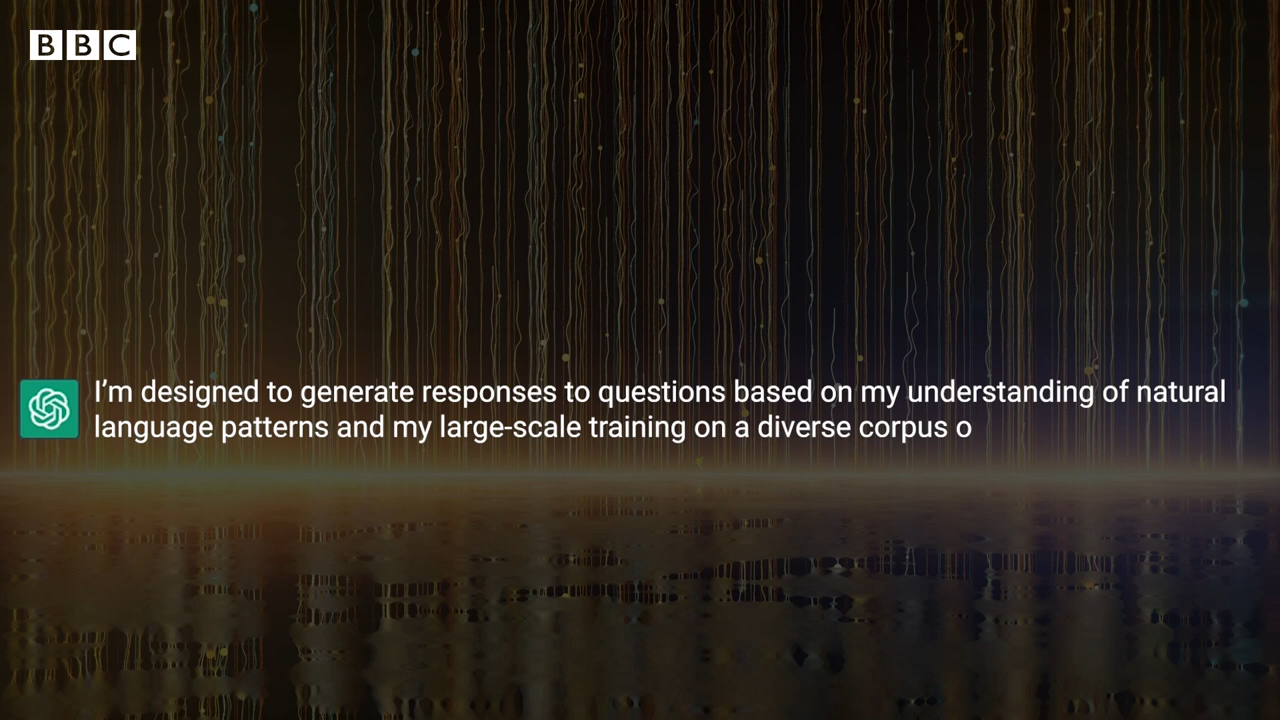 BBC
I’m designed to generate responses to questions based on my understanding of natural
language patterns and my large-scale training on a diverse corpus o